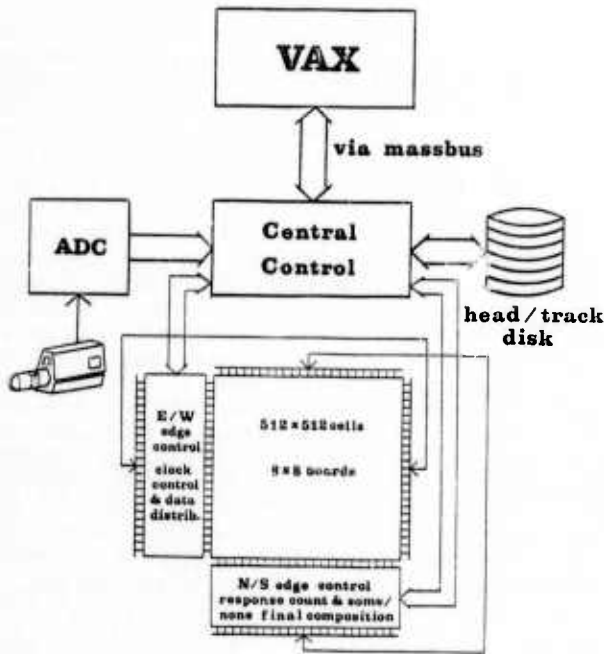 VAX
via massbus
ADC
Central
Control
head/track
disk
E/W
edge
control
clock
control
& data
distrib.
512×512 cells
8×8 boards
N/S edge control
response count & some/
none final composition